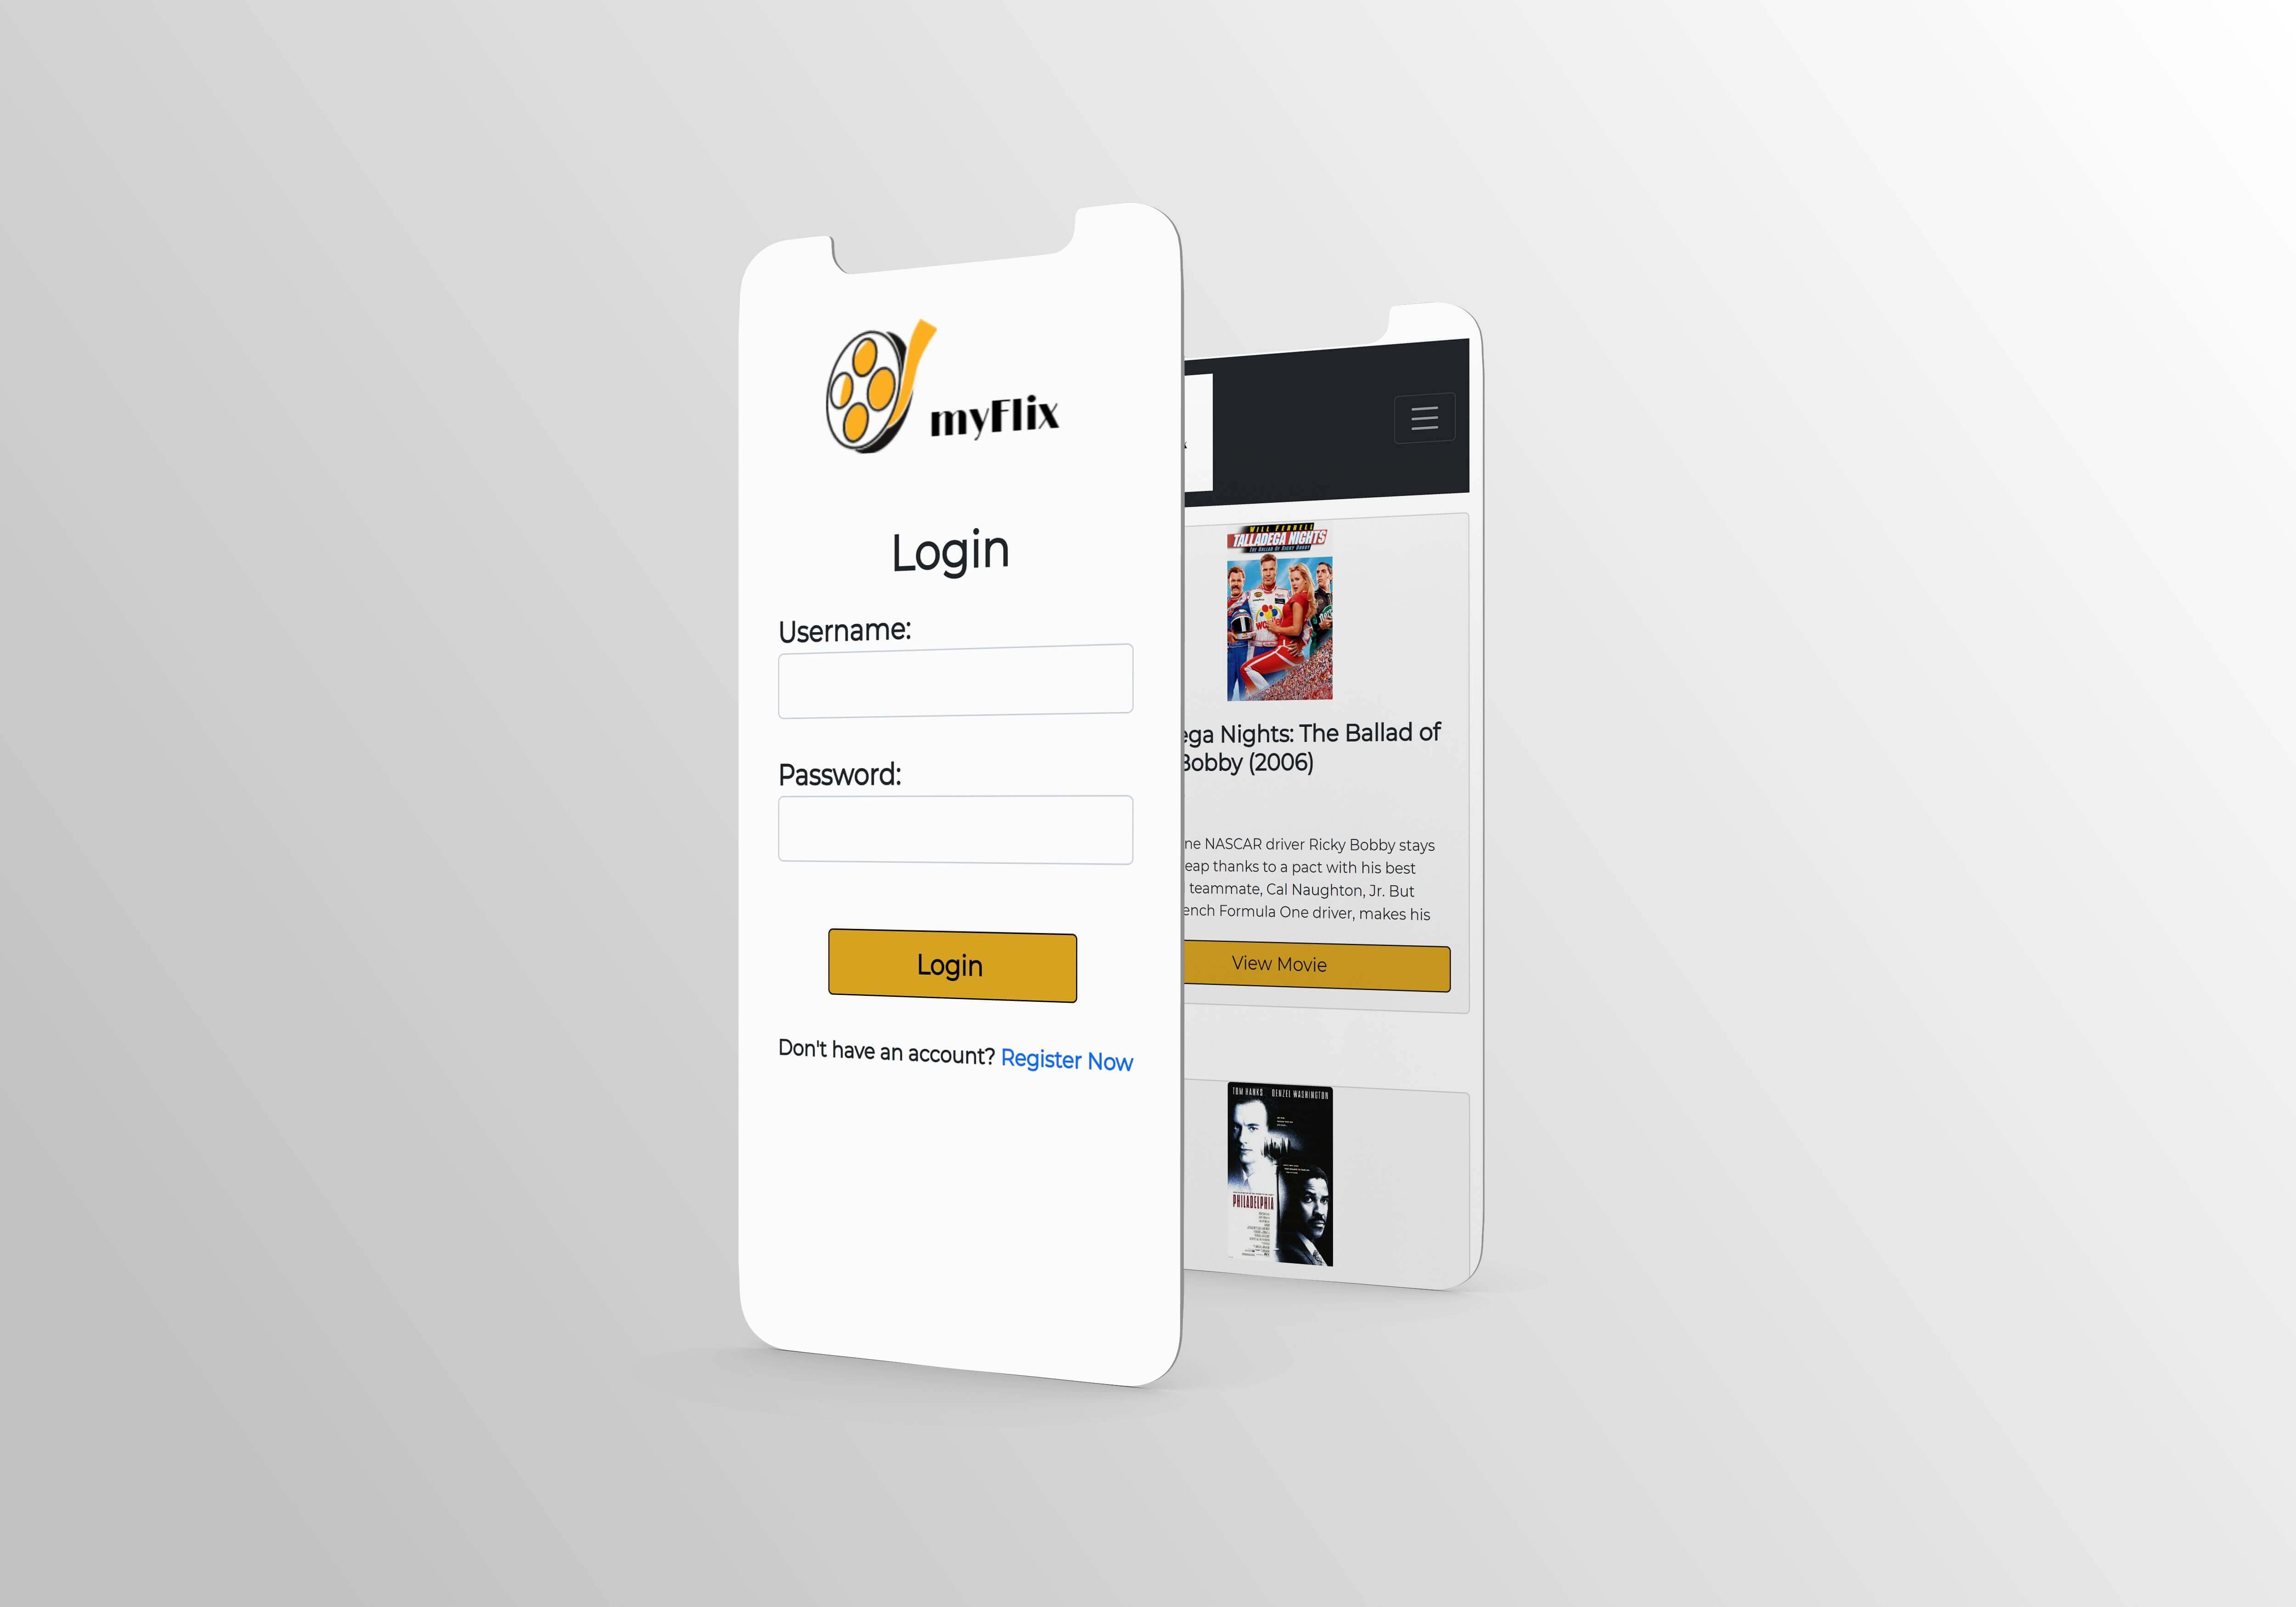 myFlix
Login
Username:
Password:
Login
Don't have an account? Register Now
WILL FERRELL
TALLADEGA NIGHTS
THE BALLAD OF RICKY BOBBY
ega Nights: The Ballad of
Bobby (2006)
ne NASCAR driver Ricky Bobby stays
eap thanks to a pact with his best
teammate, Cal Naughton, Jr. But
ench Formula One driver, makes his
View Movie
TOM HANKS DENZEL WASHINGTON
PHILADELPHIA